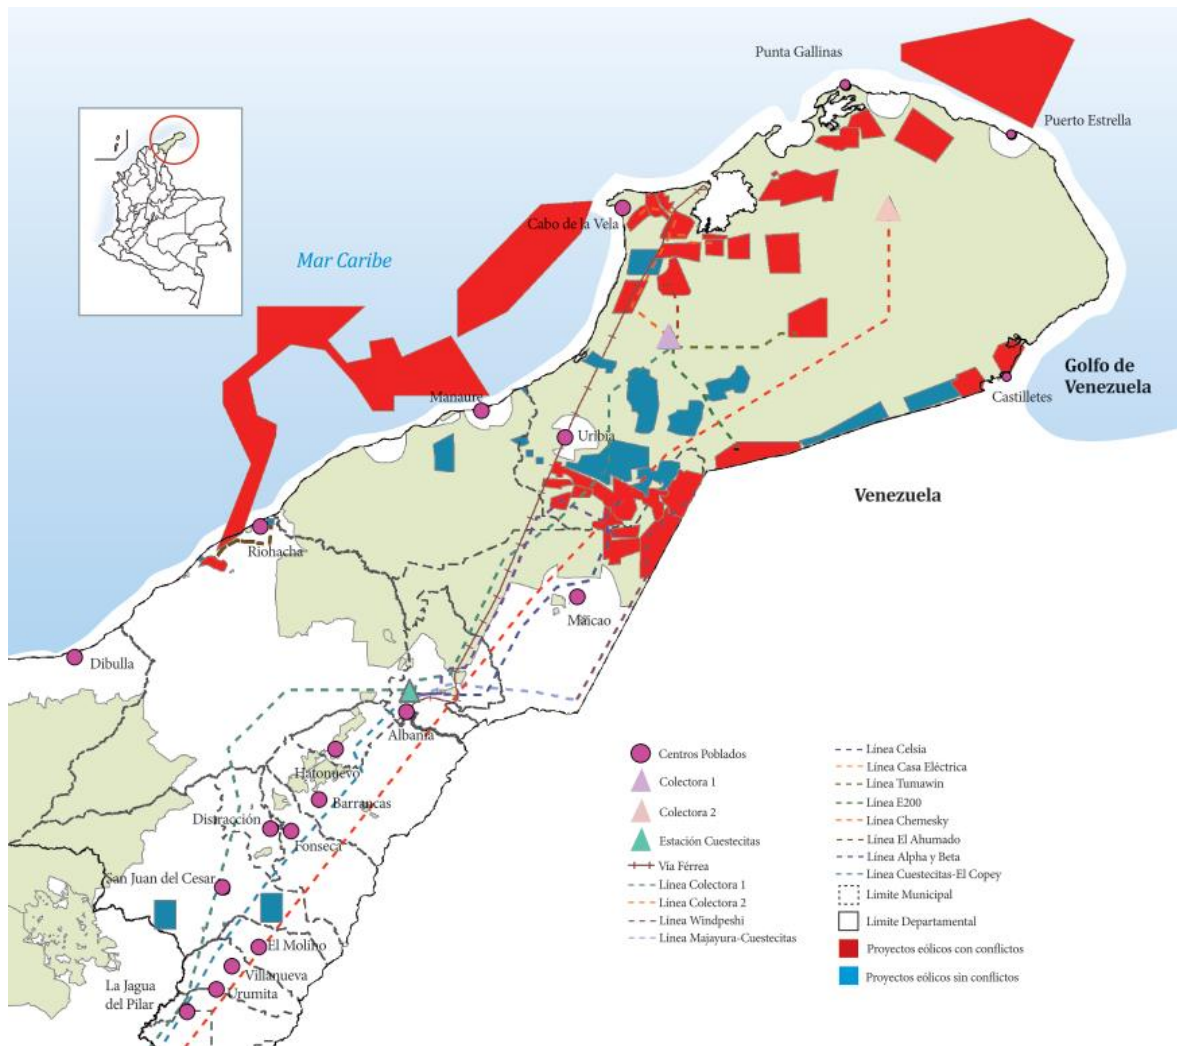 Punta Gallinas
Puerto Estrella
Cabo de la Vela
Mar Caribe
Golfo de
Venezuela
Castilletes
Manaure
Uribia
Venezuela
Riohacha
Maicao
Dibulla
Albania
Hatonuevo
Barrancas
Distracción
Fonseca
San Juan del Cesar
El Molino
Villanueva
La Jagua
del Pilar
Urumita
Centros Poblados
Colectora 1
Colectora 2
Estación Cuestecitas
Vía Férrea
Línea Colectora 1
Línea Colectora 2
Línea Windpeshi
Línea Majayura-Cuestecitas
Línea Celsia
Línea Casa Eléctrica
Línea Tumawin
Línea E200
Línea Chemesky
Línea El Ahumado
Línea Alpha y Beta
Línea Cuestecitas-El Copey
Limite Municipal
Límite Departamental
Proyectos eólicos con conflictos
Proyectos eólicos sin conflictos